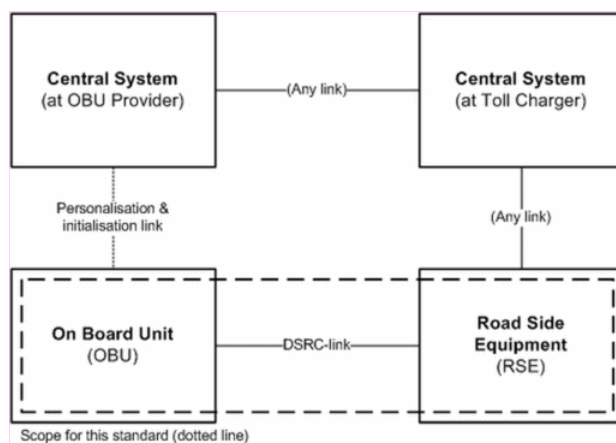 Central System
(at OBU Provider)
(Any link)
Central System
(at Toll Charger)
Personalisation &
initialisation link
(Any link)
On Board Unit
(OBU)
DSRC-link
Road Side
Equipment
(RSE)
Scope for this standard (dotted line)